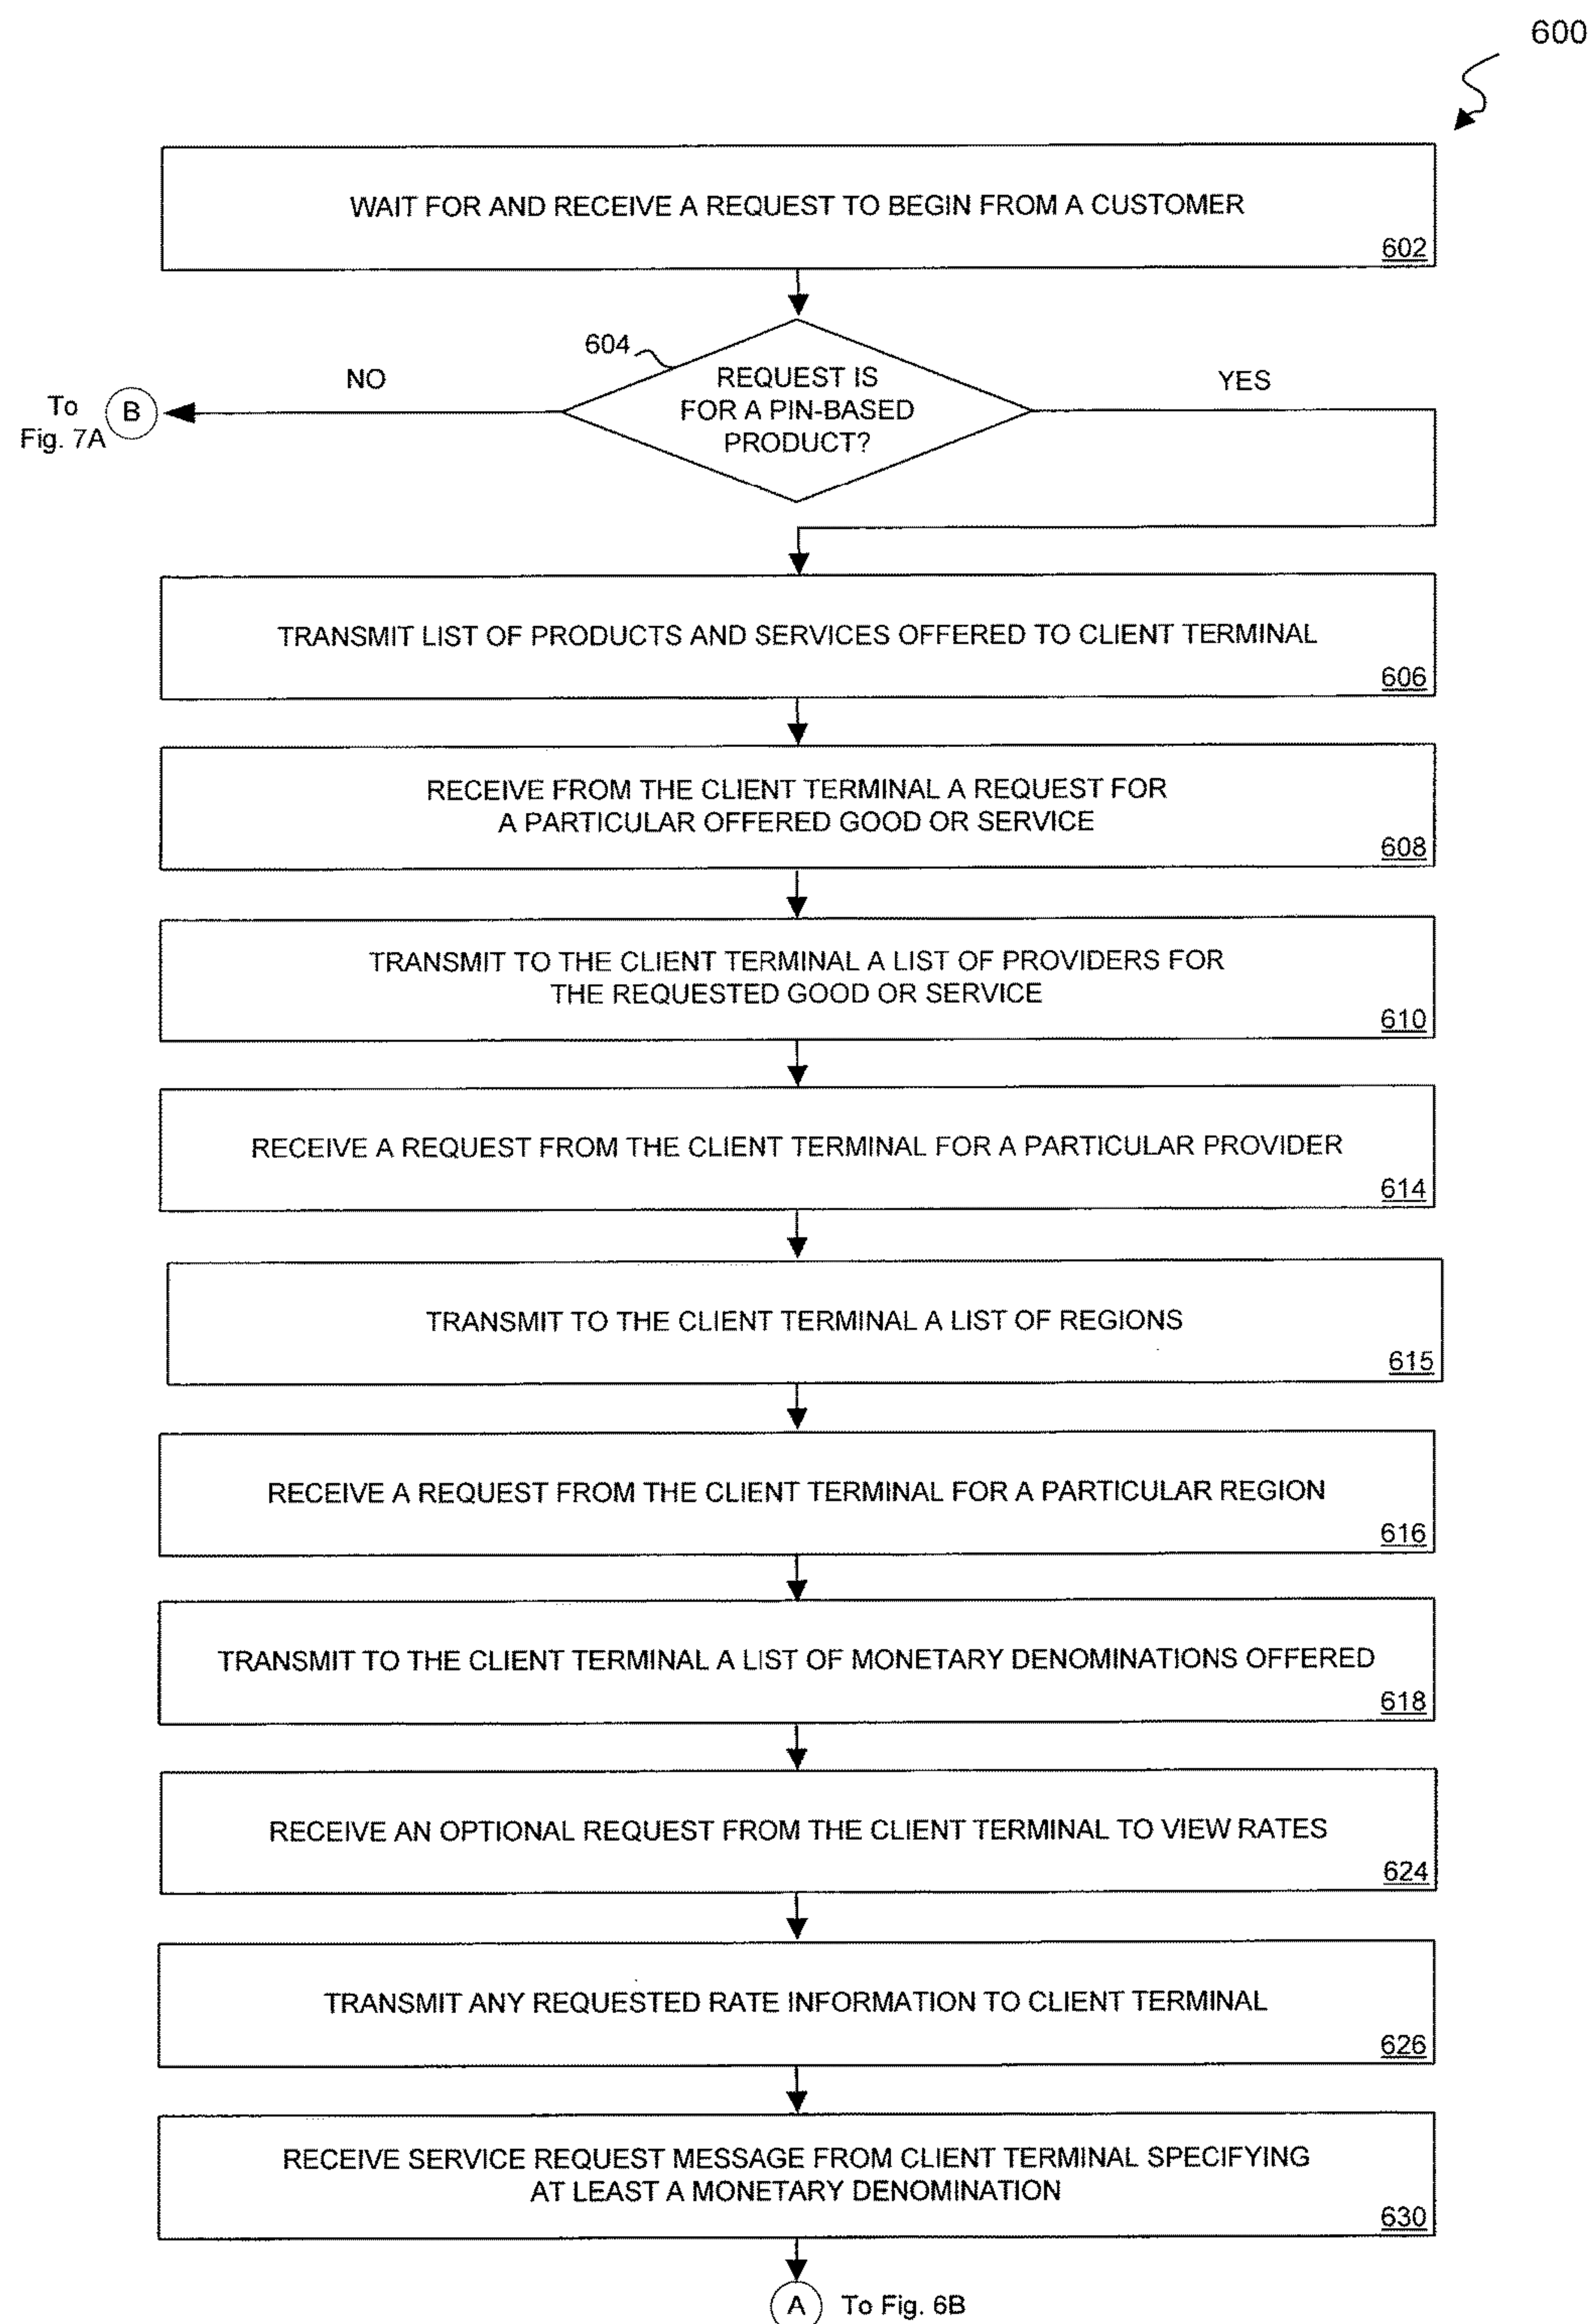 600
WAIT FOR AND RECEIVE A REQUEST TO BEGIN FROM A CUSTOMER
602
604
REQUEST IS
FOR A PIN-BASED
PRODUCT?
NO
YES
To
Fig. 7A
B
TRANSMIT LIST OF PRODUCTS AND SERVICES OFFERED TO CLIENT TERMINAL
606
RECEIVE FROM THE CLIENT TERMINAL A REQUEST FOR
A PARTICULAR OFFERED GOOD OR SERVICE
608
TRANSMIT TO THE CLIENT TERMINAL A LIST OF PROVIDERS FOR
THE REQUESTED GOOD OR SERVICE
610
RECEIVE A REQUEST FROM THE CLIENT TERMINAL FOR A PARTICULAR PROVIDER
614
TRANSMIT TO THE CLIENT TERMINAL A LIST OF REGIONS
615
RECEIVE A REQUEST FROM THE CLIENT TERMINAL FOR A PARTICULAR REGION
616
TRANSMIT TO THE CLIENT TERMINAL A LIST OF MONETARY DENOMINATIONS OFFERED
618
RECEIVE AN OPTIONAL REQUEST FROM THE CLIENT TERMINAL TO VIEW RATES
624
TRANSMIT ANY REQUESTED RATE INFORMATION TO CLIENT TERMINAL
626
RECEIVE SERVICE REQUEST MESSAGE FROM CLIENT TERMINAL SPECIFYING
AT LEAST A MONETARY DENOMINATION
630
A To Fig. 6B